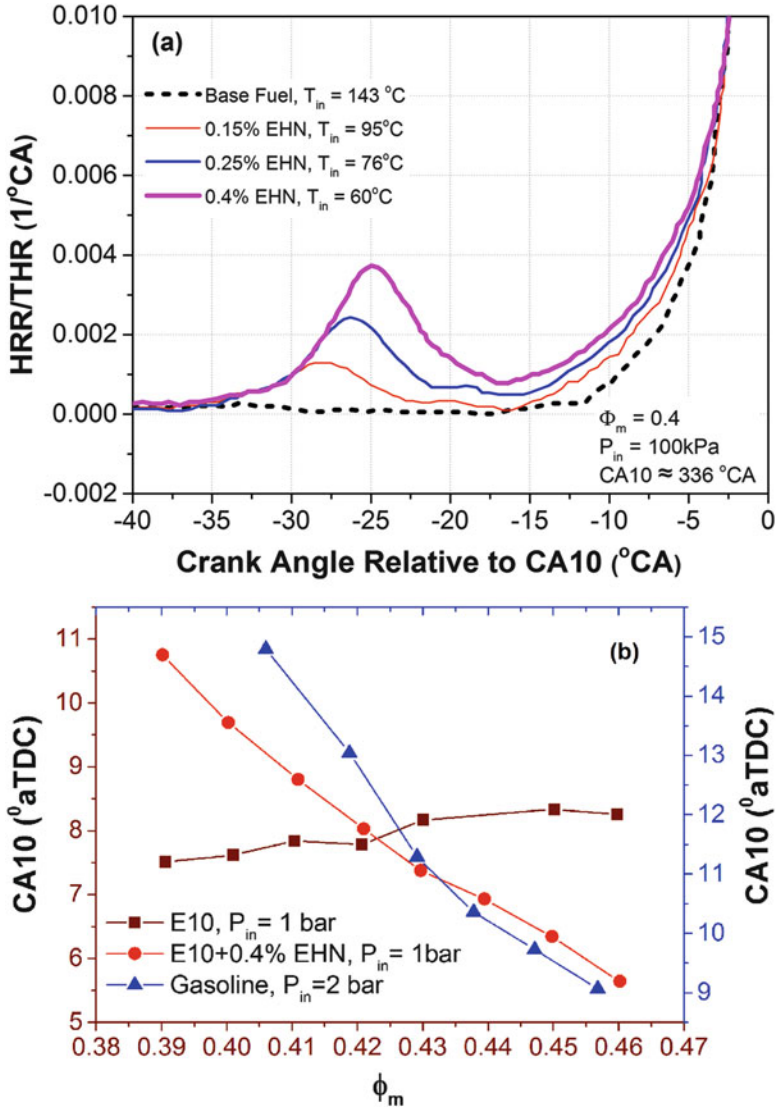 (a)
Base Fuel, T_in = 143 °C
0.15% EHN, T_in = 95°C
0.25% EHN, T_in = 76°C
0.4% EHN, T_in = 60°C
HRR/THR (1/°CA)
0.010
0.008
0.006
0.004
0.002
0.000
-0.002
Φ_m = 0.4
P_in = 100kPa
CA10 ≈ 336 °CA
-40 -35 -30 -25 -20 -15 -10 -5 0
Crank Angle Relative to CA10 (°CA)
(b)
CA10 (⁰aTDC)
11
10
9
8
7
6
5
E10, P_in = 1 bar
E10+0.4% EHN, P_in = 1bar
Gasoline, P_in=2 bar
15
14
13
12
11
10
9
CA10 (⁰aTDC)
0.38 0.39 0.40 0.41 0.42 0.43 0.44 0.45 0.46 0.47
ϕ_m